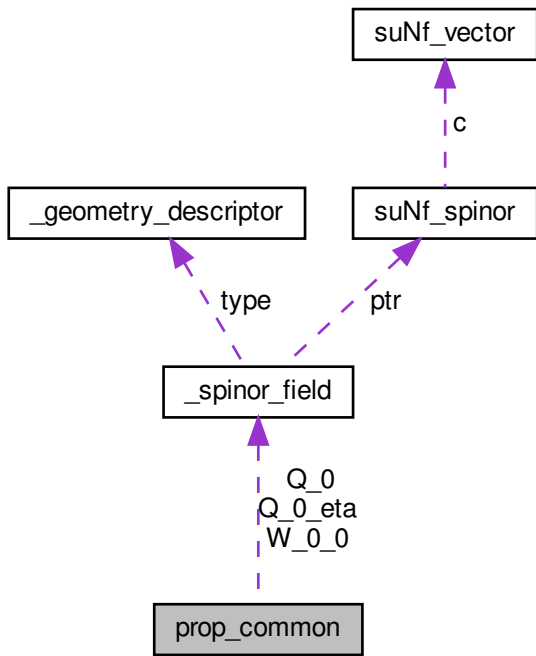 suNf_vector
c
_geometry_descriptor
suNf_spinor
type
ptr
_spinor_field
Q_0
Q_0_eta
W_0_0
prop_common